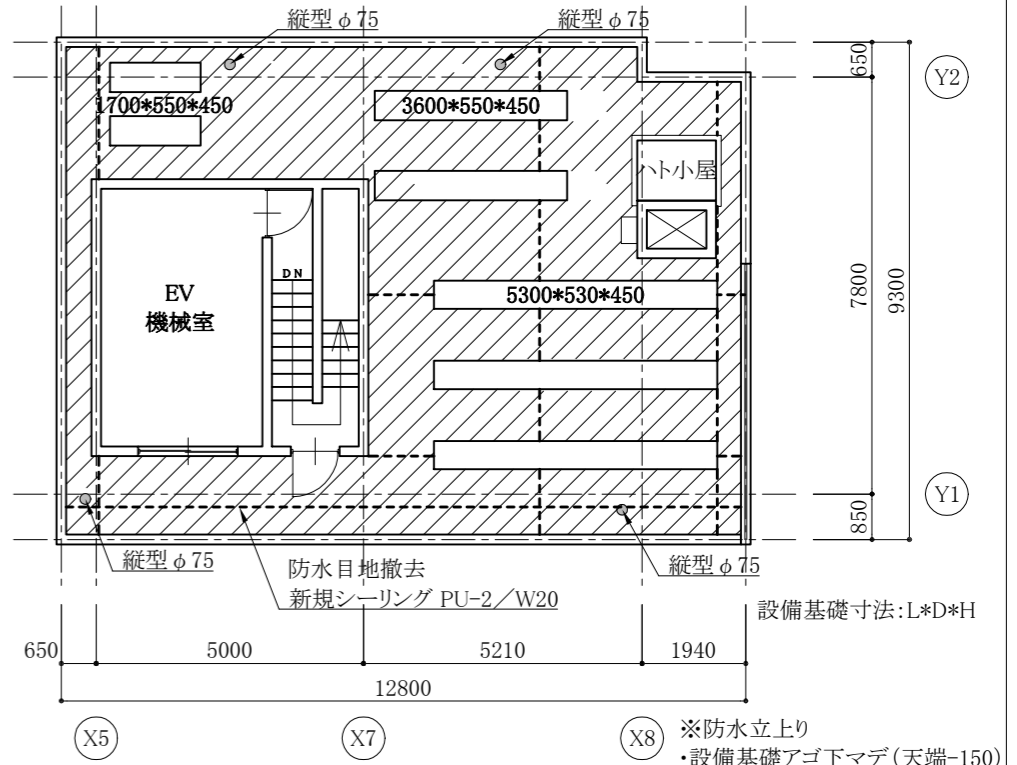 縦型φ75
縦型φ75
650
Y2
1700*550*450
3600*550*450
ハト小屋
DN
EV
機械室
5300*530*450
7800
9300
Y1
850
縦型φ75
縦型φ75
防水目地撤去
新規シーリング PU-2/W20
設備基礎寸法:L*D*H
650
5000
5210
1940
12800
X5
X7
X8
※防水立上り
・設備基礎アゴ下マデ(天端-150)